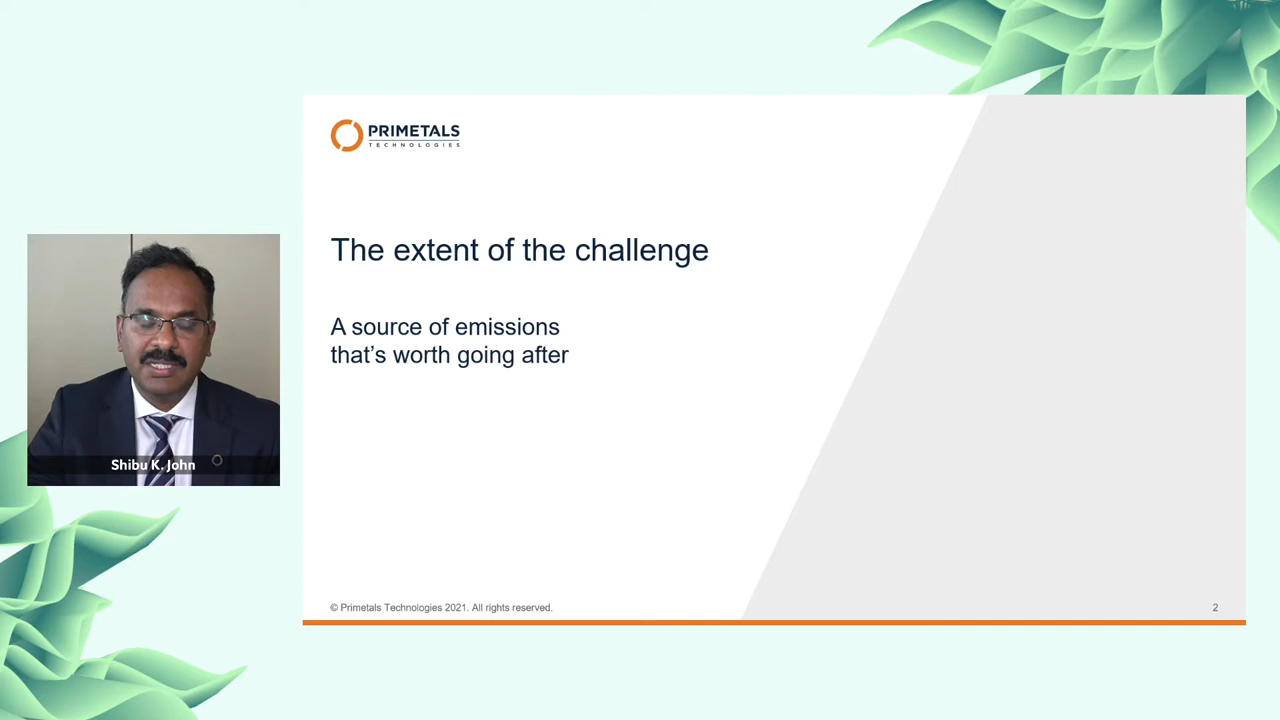 PRIMETALS
TECHNOLOGIES
The extent of the challenge
A source of emissions
that's worth going after
Shibu K. John
© Primetals Technologies 2021. All rights reserved.
2